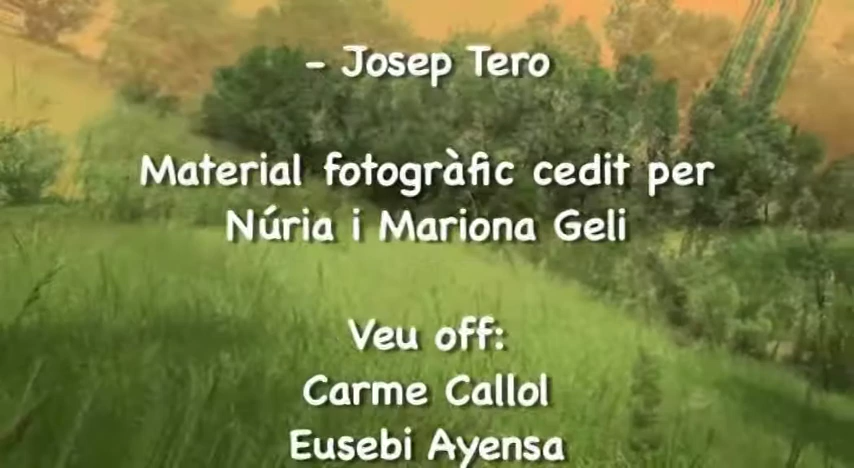 - Josep Tero
Material fotogràfic cedit per
Núria i Mariona Geli
Veu off:
Carme Callol
Eusebi Ayensa